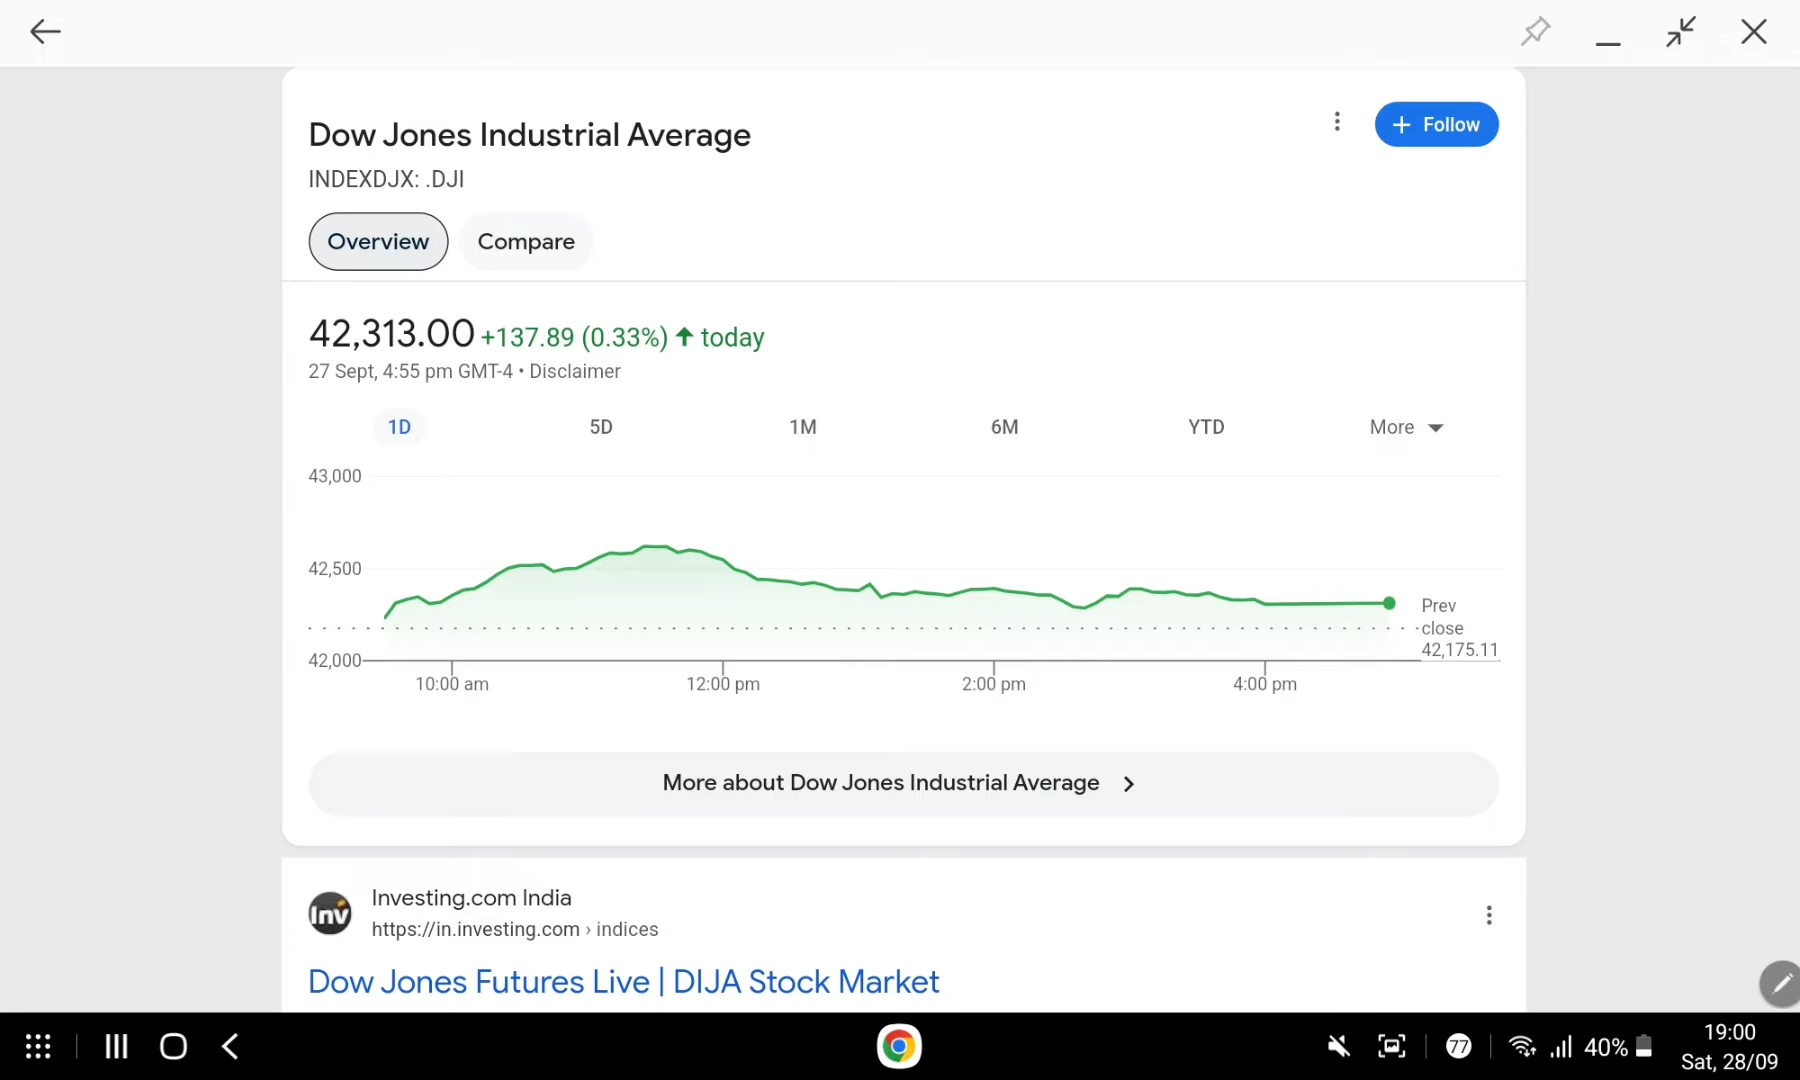 Dow Jones Industrial Average
+ Follow
INDEXDJX: .DJI
Overview
Compare
42,313.00 +137.89 (0.33%) ↑ today
27 Sept, 4:55 pm GMT-4 • Disclaimer
1D 5D 1M 6M YTD More
43,000
42,500
42,000
Prev
close
42,175.11
10:00 am 12:00 pm 2:00 pm 4:00 pm
More about Dow Jones Industrial Average
Inv
Investing.com India
https://in.investing.com › indices
Dow Jones Futures Live | DIJA Stock Market
77
40%
19:00
Sat, 28/09